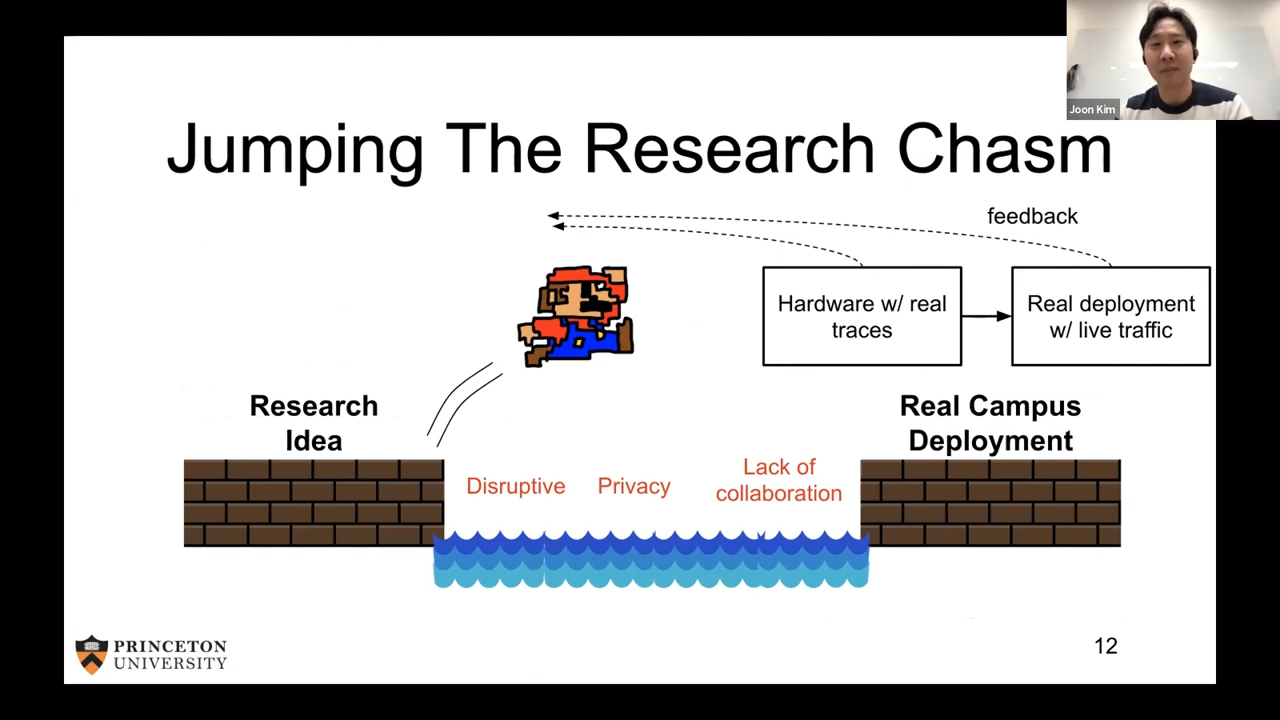 Joon Kim
Jumping The Research Chasm
feedback
Hardware w/ real
traces
Real deployment
w/ live traffic
Research
Idea
Real Campus
Deployment
Disruptive
Privacy
Lack of
collaboration
PRINCETON
UNIVERSITY
12